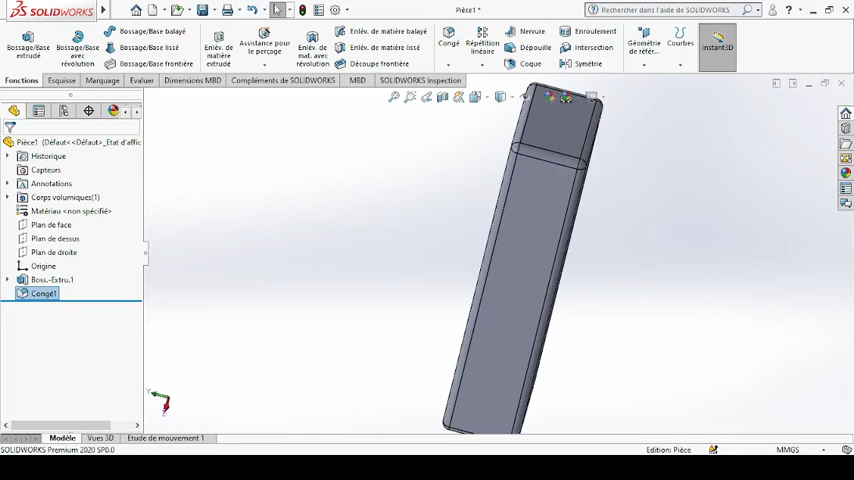 SOLIDWORKS
Pièce1 *
Rechercher dans l'aide de SOLIDWORKS
Bossage/Base extrudé
Bossage/Base avec révolution
Bossage/Base balayé
Bossage/Base lissé
Bossage/Base frontière
Enlèv. de matière extrudé
Assistance pour le perçage
Enlèv. de mat. avec révolution
Enlèv. de matière balayé
Enlèv. de matière lissé
Découpe frontière
Congé
Répétition linéaire
Nervure
Dépouille
Coque
Enroulement
Intersection
Symétrie
Géométrie de réfèr...
Courbes
Instant3D
Fonctions
Esquisse
Marquage
Evaluer
Dimensions MBD
Compléments de SOLIDWORKS
MBD
SOLIDWORKS Inspection
Pièce1 (Défaut<<Défaut>_Etat d'affic
Historique
Capteurs
Annotations
Corps volumiques(1)
Matériau <non spécifié>
Plan de face
Plan de dessus
Plan de droite
Origine
Boss.-Extru.1
Congé1
Modèle
Vues 3D
Etude de mouvement 1
SOLIDWORKS Premium 2020 SP0.0
Edition: Pièce
MMGS